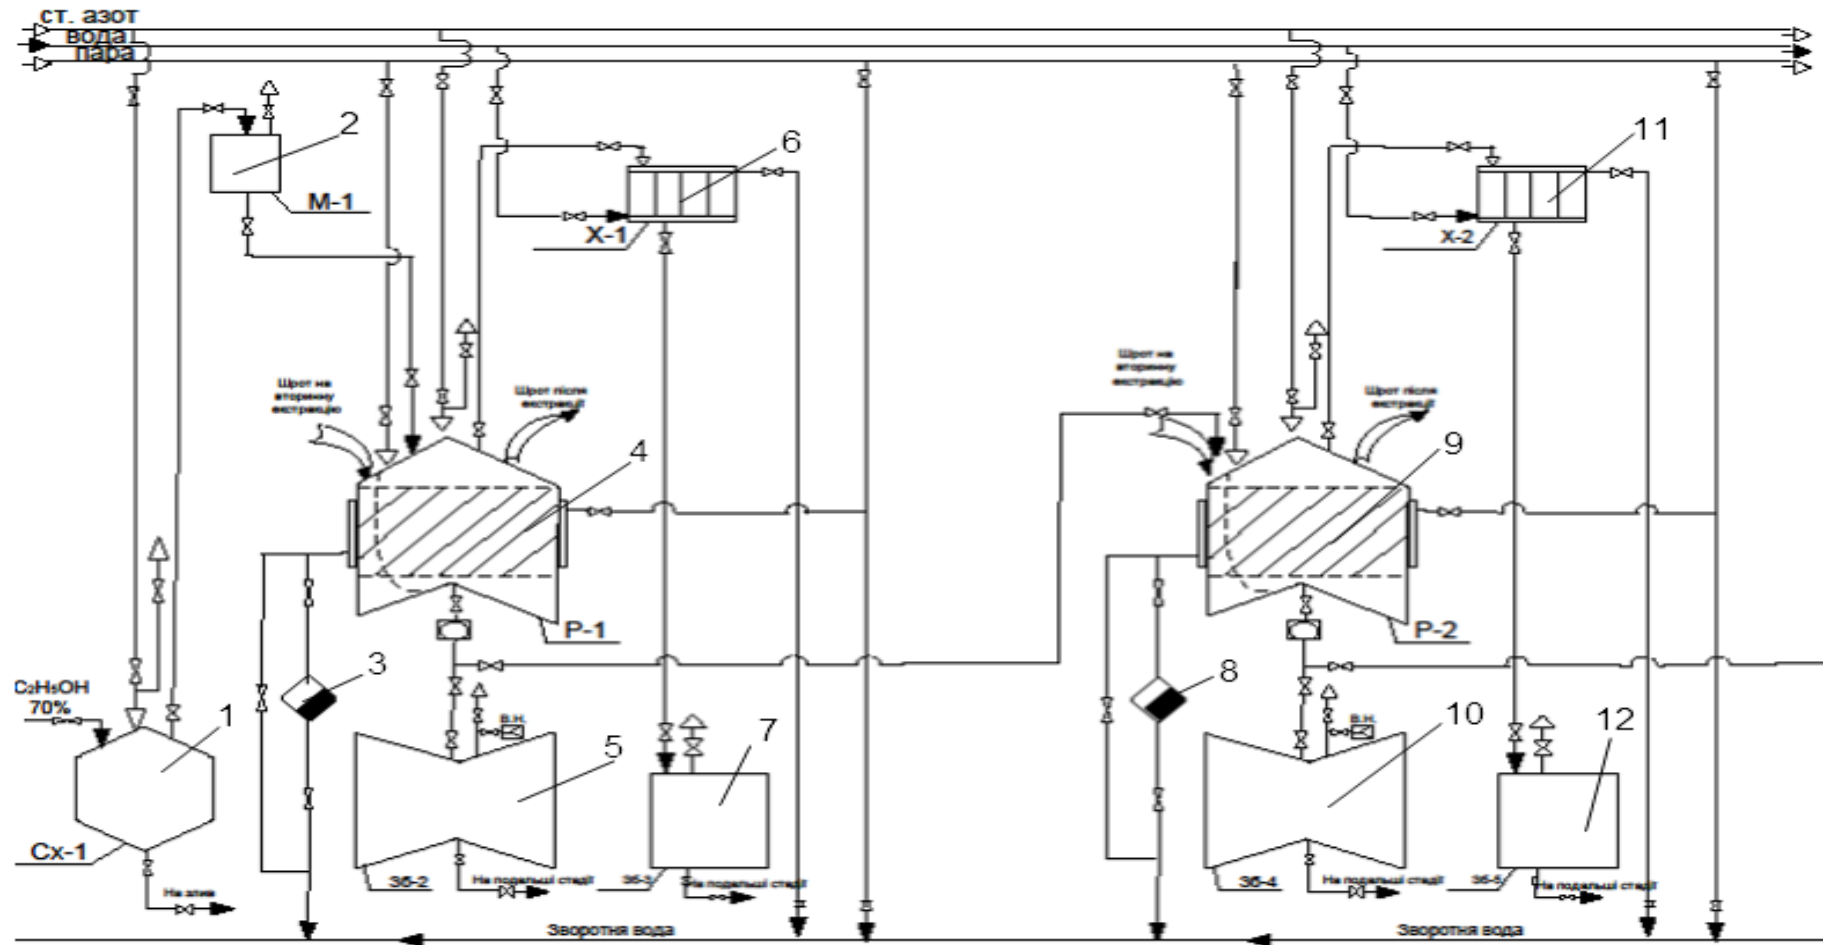 ст. азот
вода
пара
2
М-1
6
Х-1
11
Х-2
Шрот на
вторинну
екстракцію
Шрот після
екстракції
4
Р-1
Шрот на
вторинну
екстракцію
Шрот після
екстракції
9
Р-2
C₂H₅OH
70%
1
Сх-1
На злив
3
В.Н.
5
Зб-2
На подальші стадії
7
Зб-3
На подальші стадії
8
В.Н.
10
Зб-4
На подальші стадії
12
Зб-5
На подальші стадії
Зворотня вода
Зворотня вода